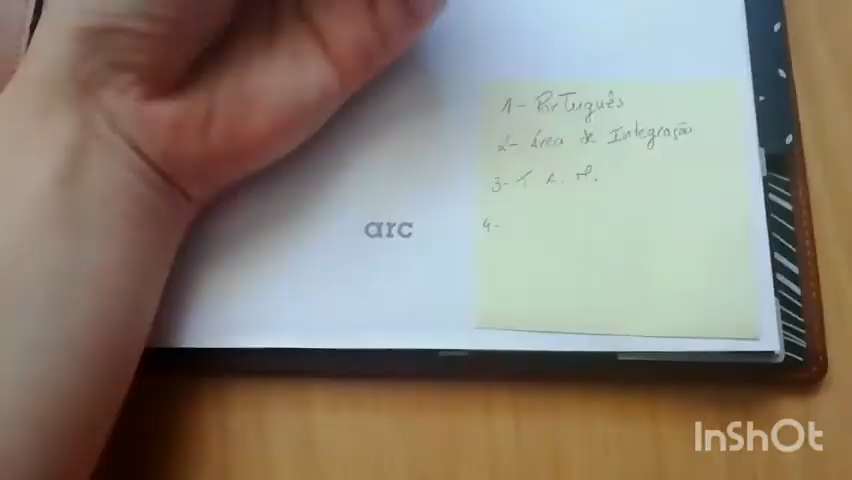 1- Português
2- Área de Integração
3- T
4-
arc
InShOt